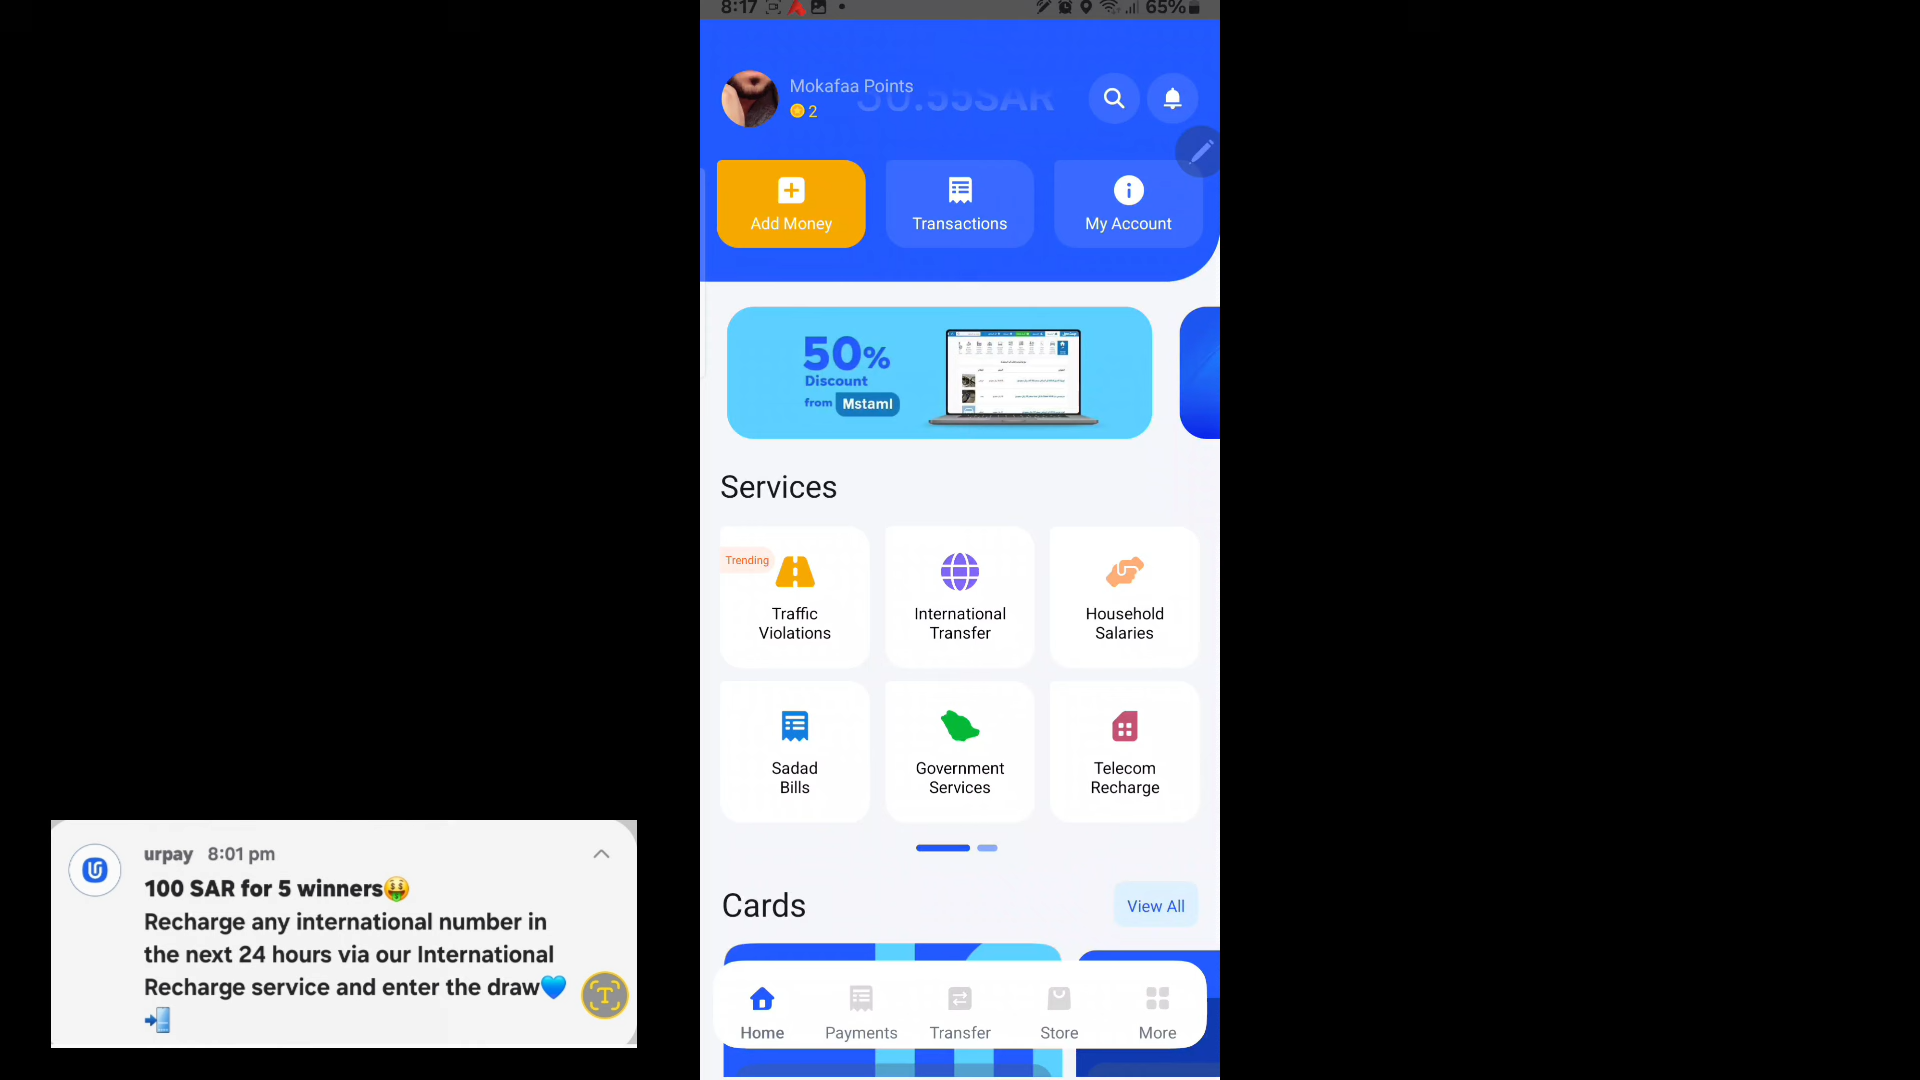 8:17
65%
Mokafaa Points
2
Add Money
Transactions
My Account
50%
Discount
from Mstaml
Services
Trending
Traffic
Violations
International
Transfer
Household
Salaries
Sadad
Bills
Government
Services
Telecom
Recharge
Cards
View All
Home
Payments
Transfer
Store
More
urpay 8:01 pm
100 SAR for 5 winners🤑
Recharge any international number in
the next 24 hours via our International
Recharge service and enter the draw💙
📲